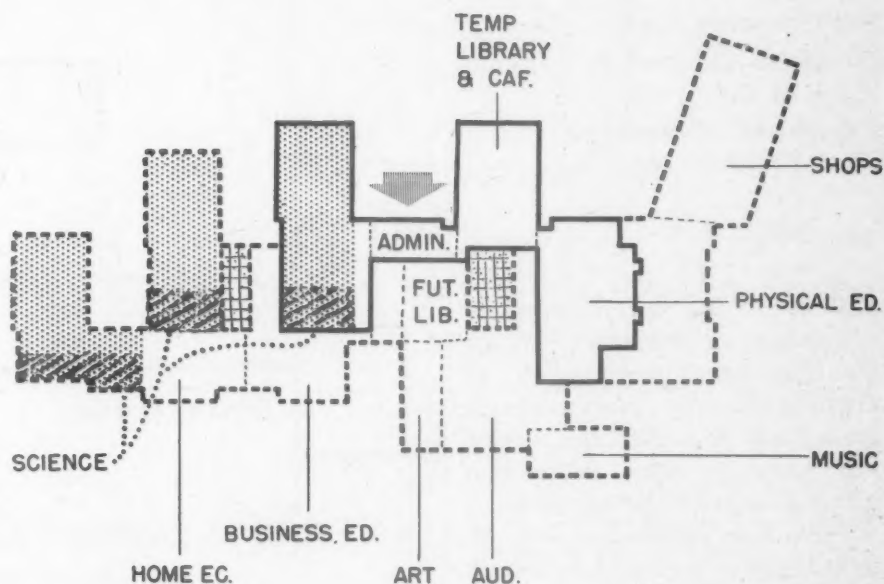 TEMP
LIBRARY
& CAF.
SHOPS
ADMIN.
FUT.
LIB.
PHYSICAL ED.
SCIENCE
MUSIC
BUSINESS, ED.
HOME EC.
ART
AUD.